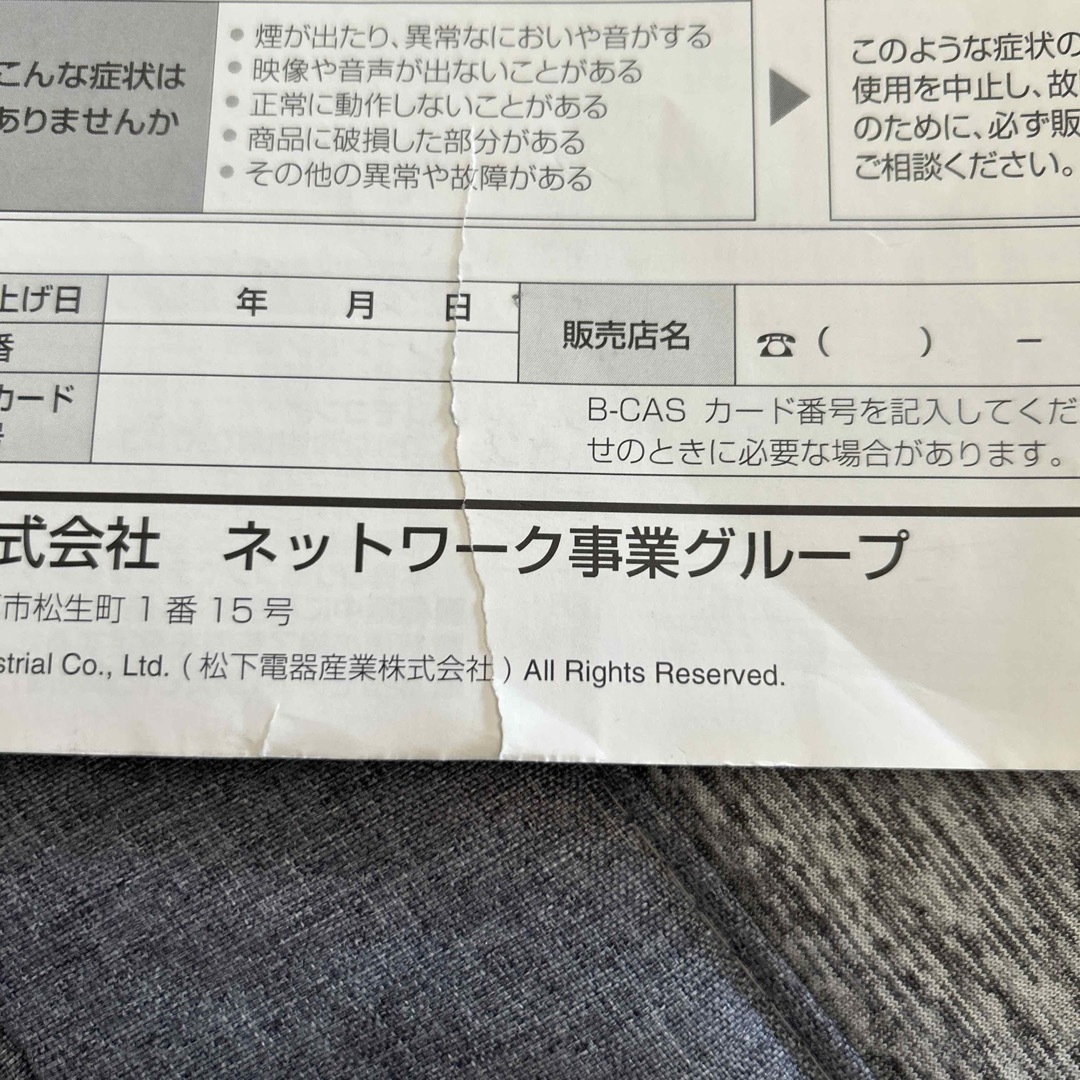 こんな症状は
ありませんか
● 煙が出たり、異常なにおいや音がする
● 映像や音声が出ないことがある
● 正常に動作しないことがある
● 商品に破損した部分がある
● その他の異常や故障がある
▶
このような症状の
使用を中止し、故
のために、必ず販
ご相談ください。
上げ日
年 月 日
番
カード
販売店名
☎ ( ) −
B-CAS カード番号を記入してくだ
せのときに必要な場合があります。
式会社 ネットワーク事業グループ
市松生町 1 番 15 号
strial Co., Ltd. ( 松下電器産業株式会社 ) All Rights Reserved.